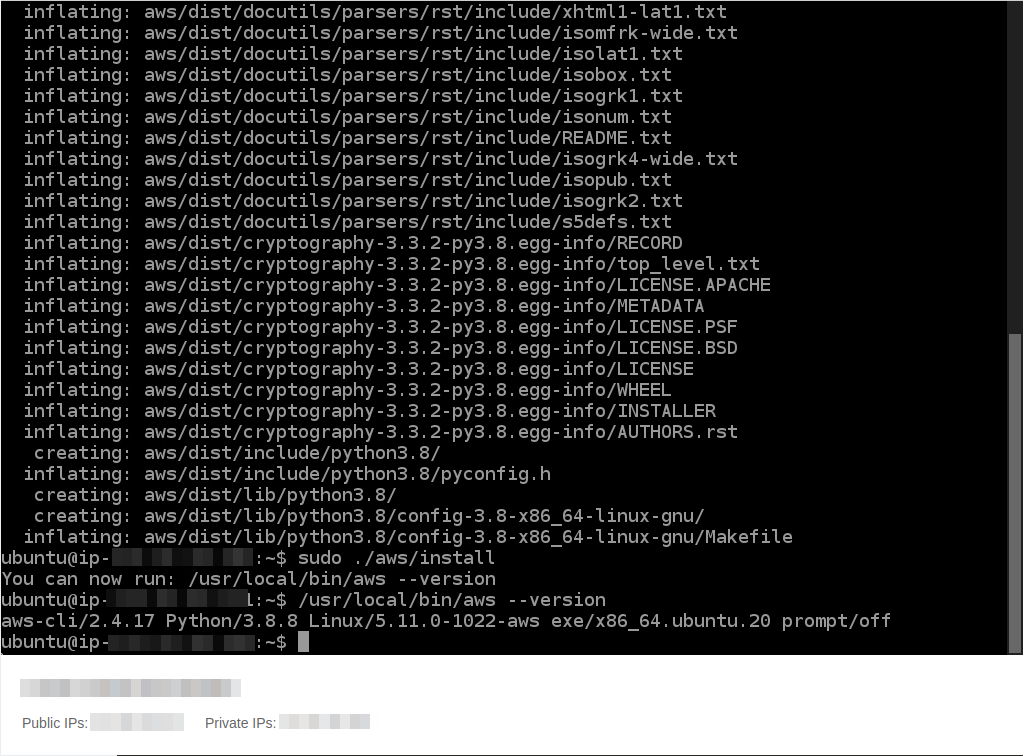 inflating: aws/dist/docutils/parsers/rst/include/xhtml1-lat1.txt
inflating: aws/dist/docutils/parsers/rst/include/isomfrk-wide.txt
inflating: aws/dist/docutils/parsers/rst/include/isolat1.txt
inflating: aws/dist/docutils/parsers/rst/include/isobox.txt
inflating: aws/dist/docutils/parsers/rst/include/isogrk1.txt
inflating: aws/dist/docutils/parsers/rst/include/isonum.txt
inflating: aws/dist/docutils/parsers/rst/include/README.txt
inflating: aws/dist/docutils/parsers/rst/include/isogrk4-wide.txt
inflating: aws/dist/docutils/parsers/rst/include/isopub.txt
inflating: aws/dist/docutils/parsers/rst/include/isogrk2.txt
inflating: aws/dist/docutils/parsers/rst/include/s5defs.txt
inflating: aws/dist/cryptography-3.3.2-py3.8.egg-info/RECORD
inflating: aws/dist/cryptography-3.3.2-py3.8.egg-info/top_level.txt
inflating: aws/dist/cryptography-3.3.2-py3.8.egg-info/LICENSE.APACHE
inflating: aws/dist/cryptography-3.3.2-py3.8.egg-info/METADATA
inflating: aws/dist/cryptography-3.3.2-py3.8.egg-info/LICENSE.PSF
inflating: aws/dist/cryptography-3.3.2-py3.8.egg-info/LICENSE.BSD
inflating: aws/dist/cryptography-3.3.2-py3.8.egg-info/LICENSE
inflating: aws/dist/cryptography-3.3.2-py3.8.egg-info/WHEEL
inflating: aws/dist/cryptography-3.3.2-py3.8.egg-info/INSTALLER
inflating: aws/dist/cryptography-3.3.2-py3.8.egg-info/AUTHORS.rst
creating: aws/dist/include/python3.8/
inflating: aws/dist/include/python3.8/pyconfig.h
creating: aws/dist/lib/python3.8/
creating: aws/dist/lib/python3.8/config-3.8-x86_64-linux-gnu/
inflating: aws/dist/lib/python3.8/config-3.8-x86_64-linux-gnu/Makefile
ubuntu@ip- :~$ sudo ./aws/install
You can now run: /usr/local/bin/aws --version
ubuntu@ip- :~$ /usr/local/bin/aws --version
aws-cli/2.4.17 Python/3.8.8 Linux/5.11.0-1022-aws exe/x86_64.ubuntu.20 prompt/off
ubuntu@ip- :~$
Public IPs: Private IPs: